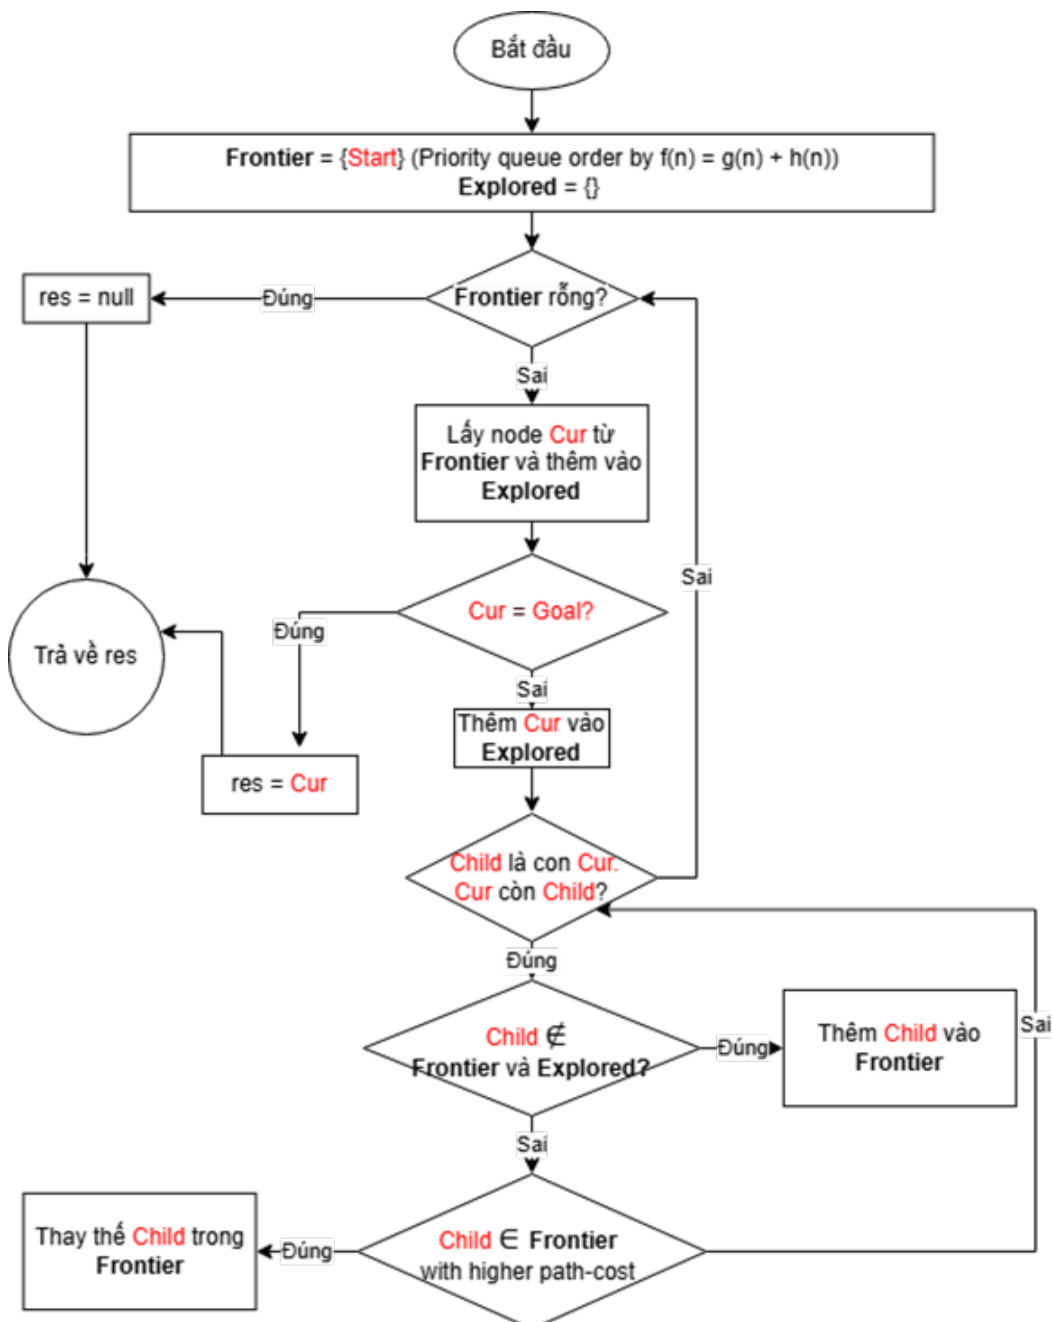 Bắt đầu
Frontier = {Start} (Priority queue order by f(n) = g(n) + h(n))
Explored = {}
Frontier rỗng?
Đúng
res = null
Sai
Lấy node Cur từ
Frontier và thêm vào
Explored
Cur = Goal?
Đúng
res = Cur
Trả về res
Sai
Thêm Cur vào
Explored
Child là con Cur.
Cur còn Child?
Sai
Đúng
Child ∉
Frontier và Explored?
Đúng
Thêm Child vào
Frontier
Sai
Child ∈ Frontier
with higher path-cost
Đúng
Thay thế Child trong
Frontier
Sai